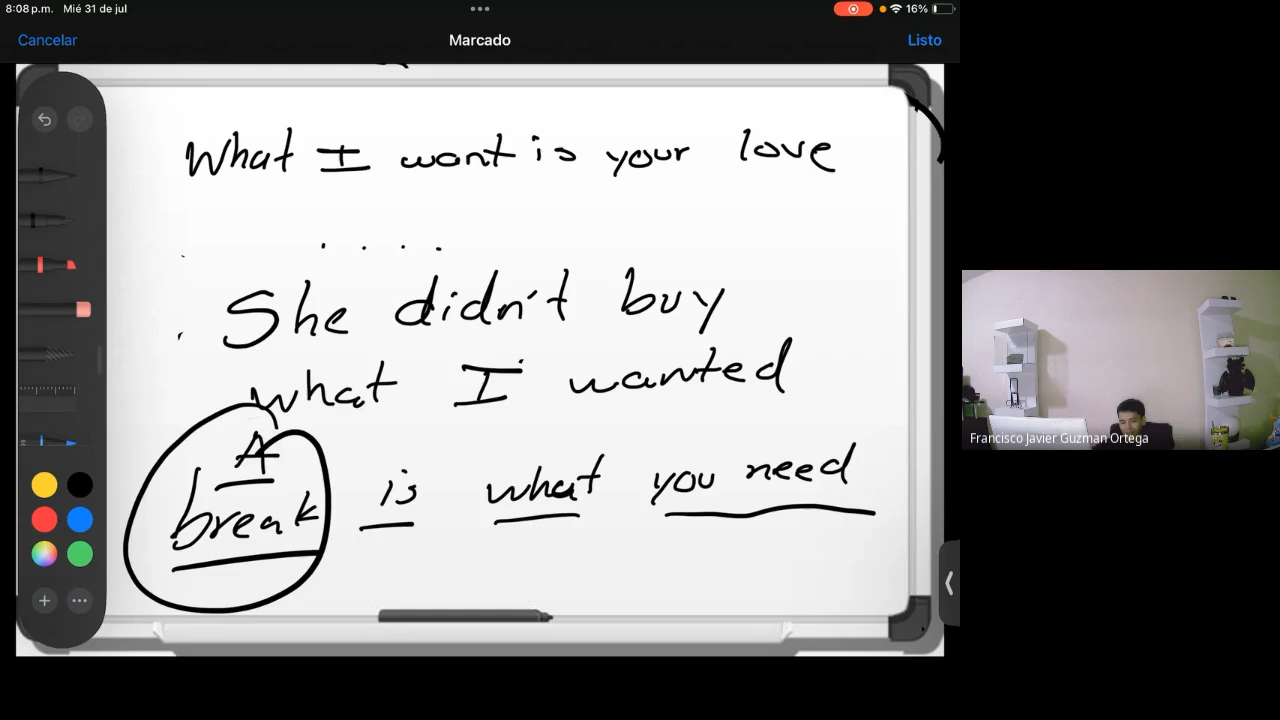 8:08 p.m. Mié 31 de jul
16%
Cancelar
Marcado
Listo
What I want is your love
She didn't buy
what I wanted
A
break is what you need
Francisco Javier Guzman Ortega